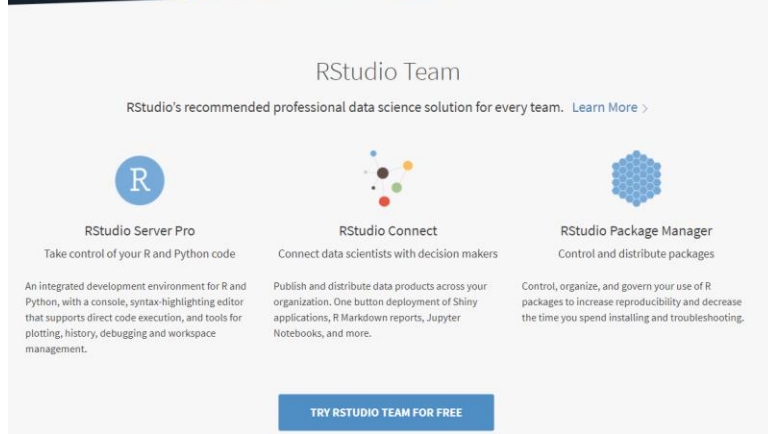 RStudio Team
RStudio's recommended professional data science solution for every team. Learn More >
R
RStudio Server Pro
Take control of your R and Python code
An integrated development environment for R and
Python, with a console, syntax-highlighting editor
that supports direct code execution, and tools for
plotting, history, debugging and workspace
management.
RStudio Connect
Connect data scientists with decision makers
Publish and distribute data products across your
organization. One button deployment of Shiny
applications, R Markdown reports, Jupyter
Notebooks, and more.
RStudio Package Manager
Control and distribute packages
Control, organize, and govern your use of R
packages to increase reproducibility and decrease
the time you spend installing and troubleshooting.
TRY RSTUDIO TEAM FOR FREE